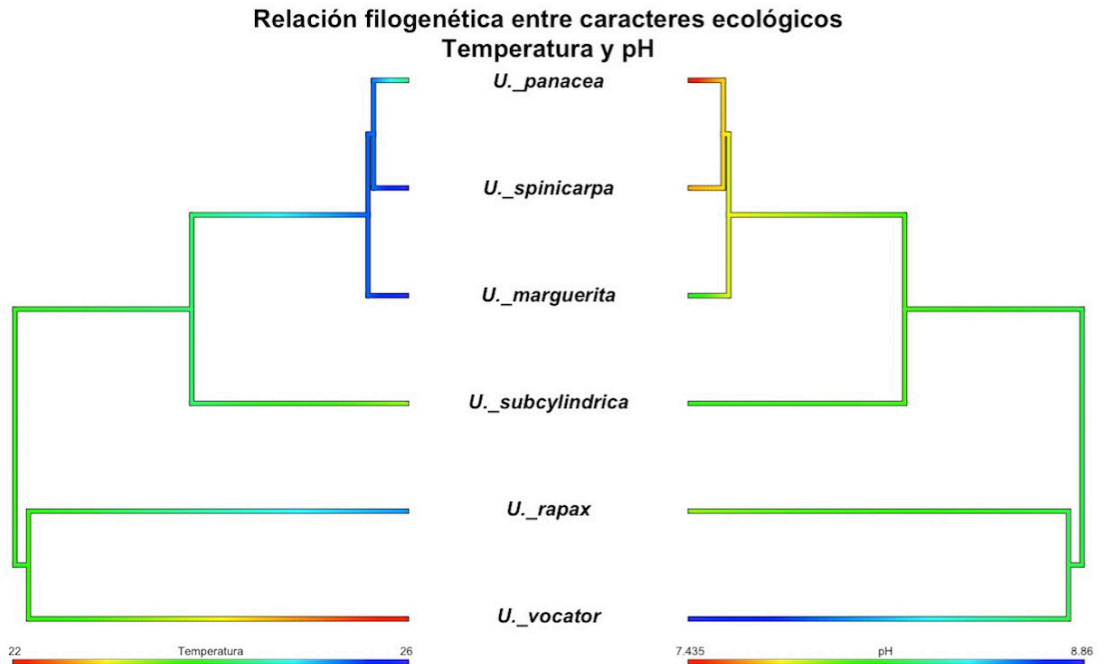 Relación filogenética entre caracteres ecológicos
Temperatura y pH
U._panacea
U._spinicarpa
U._marguerita
U._subcylindrica
U._rapax
U._vocator
22 Temperatura 26 7.435 pH 8.86